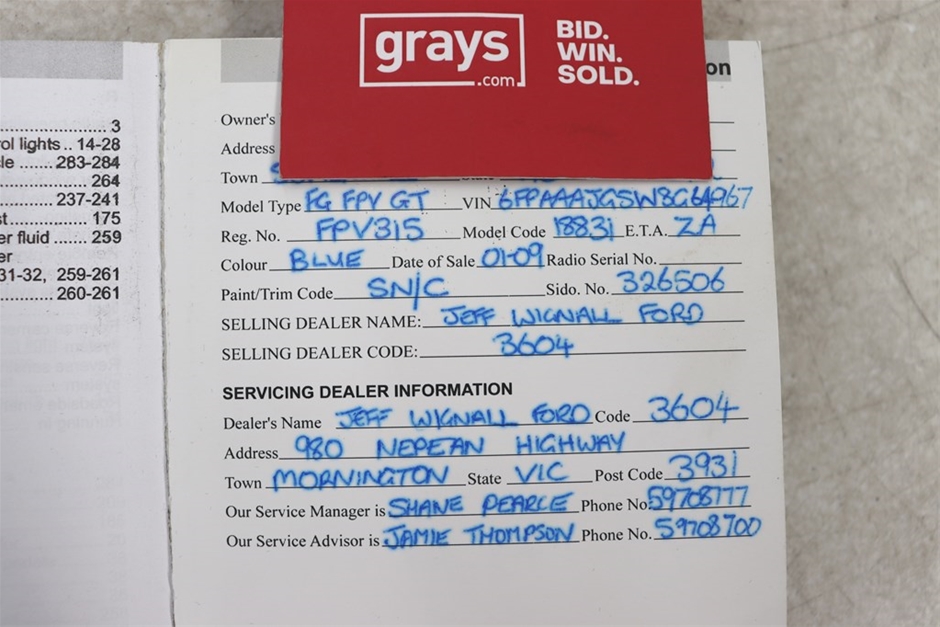 grays
.com
BID.
WIN.
SOLD.
on
Owner's
Address
Town
Model Type FG FPV GT VIN 6FPAAAJGSW8G64967
Reg. No. FPV315 Model Code 1883i E.T.A. ZA
Colour BLUE Date of Sale 01-09 Radio Serial No.
Paint/Trim Code SN/C Sido. No. 326506
SELLING DEALER NAME: JEFF WIGNALL FORD
SELLING DEALER CODE: 3604
SERVICING DEALER INFORMATION
Dealer's Name JEFF WIGNALL FORD Code 3604
Address 980 NEPEAN HIGHWAY
Town MORNINGTON State VIC Post Code 3931
Our Service Manager is SHANE PEARCE Phone No. 59708777
Our Service Advisor is JAMIE THOMPSON Phone No. 59708700
3
rol lights .. 14-28
cle ....... 283-284
264
237-241
175
er fluid ....... 259
er
31-32, 259-261
260-261